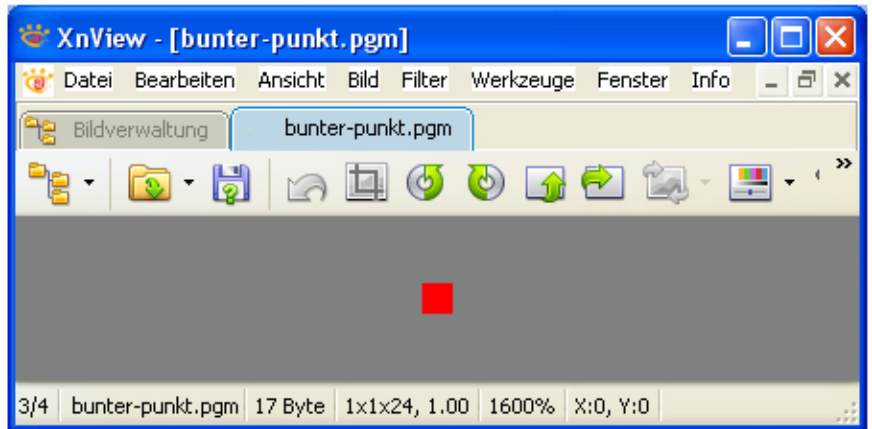 XnView - [bunter-punkt.pgm]
Datei Bearbeiten Ansicht Bild Filter Werkzeuge Fenster Info
Bildverwaltung bunter-punkt.pgm
3/4 bunter-punkt.pgm 17 Byte 1x1x24, 1.00 1600% X:0, Y:0